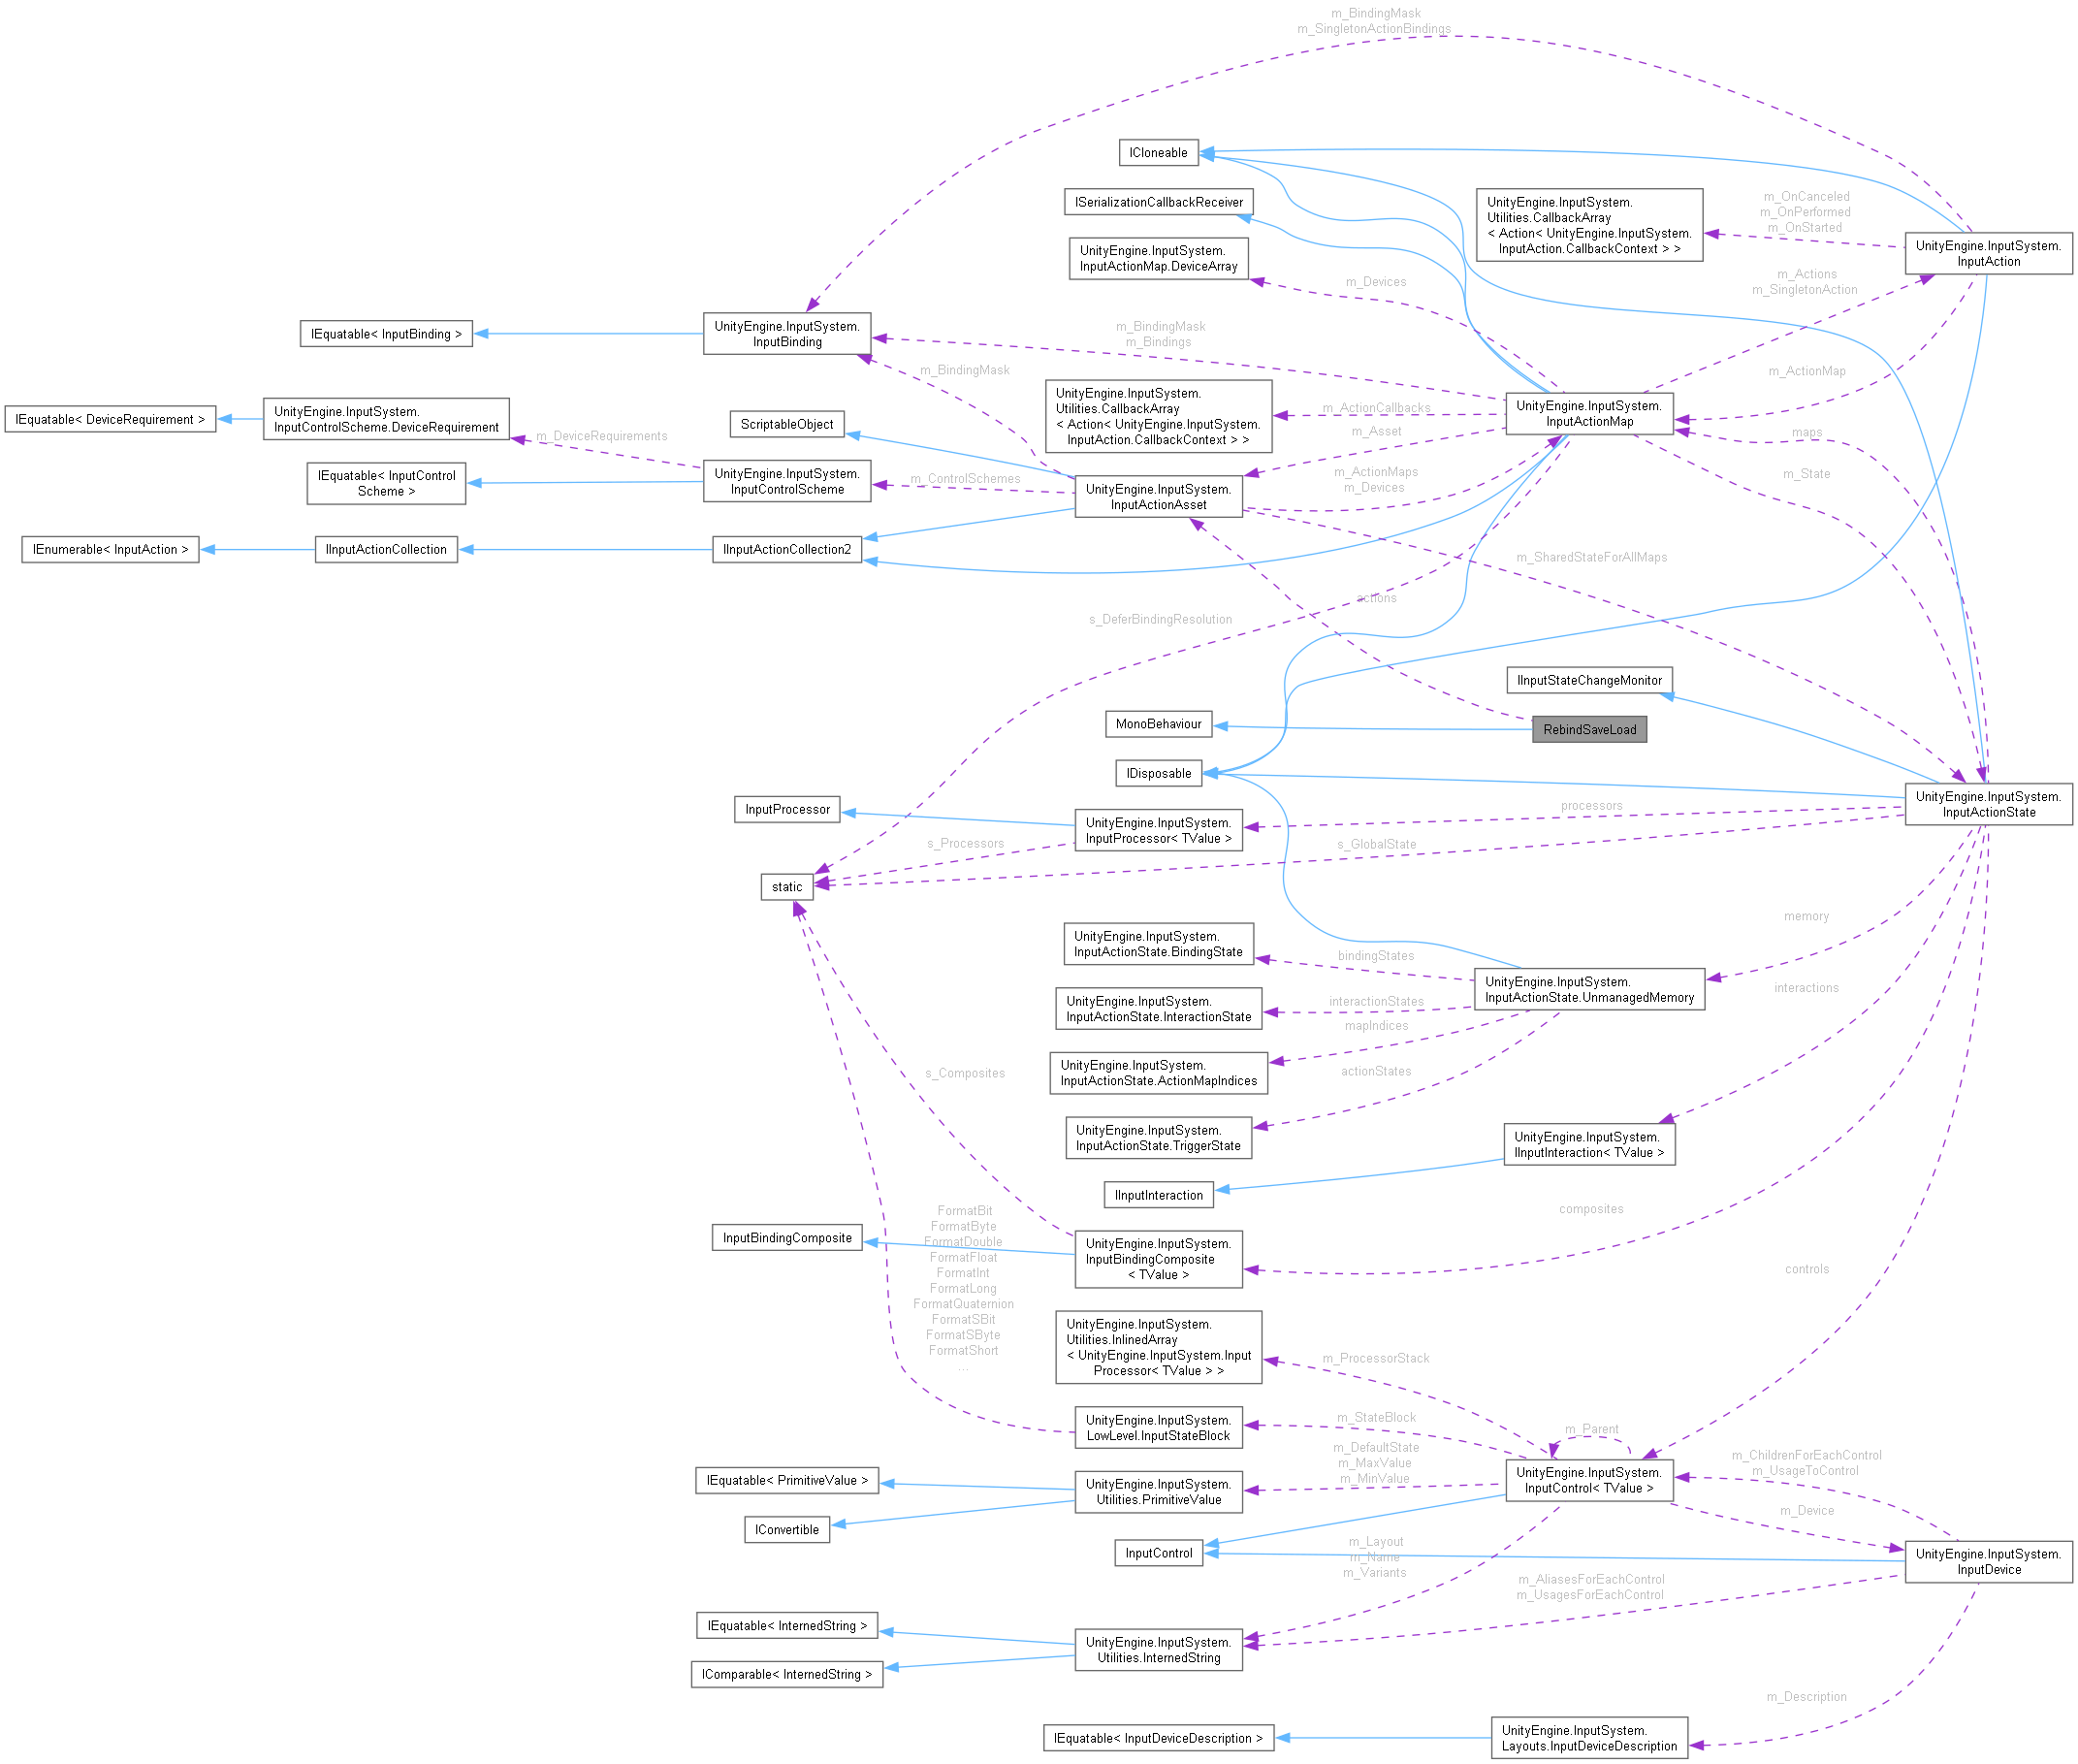 m_BindingMask
m_SingletonActionBindings
ICloneable
ISerializationCallbackReceiver
UnityEngine.InputSystem.
Utilities.CallbackArray
< Action< UnityEngine.InputSystem.
InputAction.CallbackContext > >
m_OnCanceled
m_OnPerformed
m_OnStarted
UnityEngine.InputSystem.
InputAction
UnityEngine.InputSystem.
InputActionMap.DeviceArray
m_Devices
m_Actions
m_SingletonAction
IEquatable< InputBinding >
UnityEngine.InputSystem.
InputBinding
m_BindingMask
m_Bindings
m_BindingMask
m_ActionMap
IEquatable< DeviceRequirement >
UnityEngine.InputSystem.
InputControlScheme.DeviceRequirement
m_DeviceRequirements
ScriptableObject
UnityEngine.InputSystem.
Utilities.CallbackArray
< Action< UnityEngine.InputSystem.
InputAction.CallbackContext > >
m_ActionCallbacks
UnityEngine.InputSystem.
InputActionMap
m_Asset
maps
IEquatable< InputControl
Scheme >
UnityEngine.InputSystem.
InputControlScheme
m_ControlSchemes
UnityEngine.InputSystem.
InputActionAsset
m_ActionMaps
m_Devices
m_State
IEnumerable< InputAction >
IInputActionCollection
IInputActionCollection2
m_SharedStateForAllMaps
actions
s_DeferBindingResolution
IInputStateChangeMonitor
MonoBehaviour
RebindSaveLoad
IDisposable
UnityEngine.InputSystem.
InputActionState
InputProcessor
UnityEngine.InputSystem.
InputProcessor< TValue >
processors
s_Processors
s_GlobalState
static
memory
UnityEngine.InputSystem.
InputActionState.BindingState
bindingStates
UnityEngine.InputSystem.
InputActionState.UnmanagedMemory
interactions
UnityEngine.InputSystem.
InputActionState.InteractionState
interactionStates
mapIndices
UnityEngine.InputSystem.
InputActionState.ActionMapIndices
actionStates
s_Composites
UnityEngine.InputSystem.
InputActionState.TriggerState
UnityEngine.InputSystem.
IInputInteraction< TValue >
IInputInteraction
composites
InputBindingComposite
FormatBit
FormatByte
FormatDouble
FormatFloat
FormatInt
FormatLong
FormatQuaternion
FormatSBit
FormatSByte
FormatShort
...
UnityEngine.InputSystem.
InputBindingComposite
< TValue >
controls
UnityEngine.InputSystem.
Utilities.InlinedArray
< UnityEngine.InputSystem.Input
Processor< TValue > >
m_ProcessorStack
UnityEngine.InputSystem.
LowLevel.InputStateBlock
m_StateBlock
m_Parent
m_DefaultState
m_MaxValue
m_MinValue
m_ChildrenForEachControl
m_UsageToControl
IEquatable< PrimitiveValue >
UnityEngine.InputSystem.
Utilities.PrimitiveValue
UnityEngine.InputSystem.
InputControl< TValue >
IConvertible
m_Device
InputControl
m_Layout
m_Name
m_Variants
UnityEngine.InputSystem.
InputDevice
m_AliasesForEachControl
m_UsagesForEachControl
IEquatable< InternedString >
UnityEngine.InputSystem.
Utilities.InternedString
IComparable< InternedString >
m_Description
IEquatable< InputDeviceDescription >
UnityEngine.InputSystem.
Layouts.InputDeviceDescription